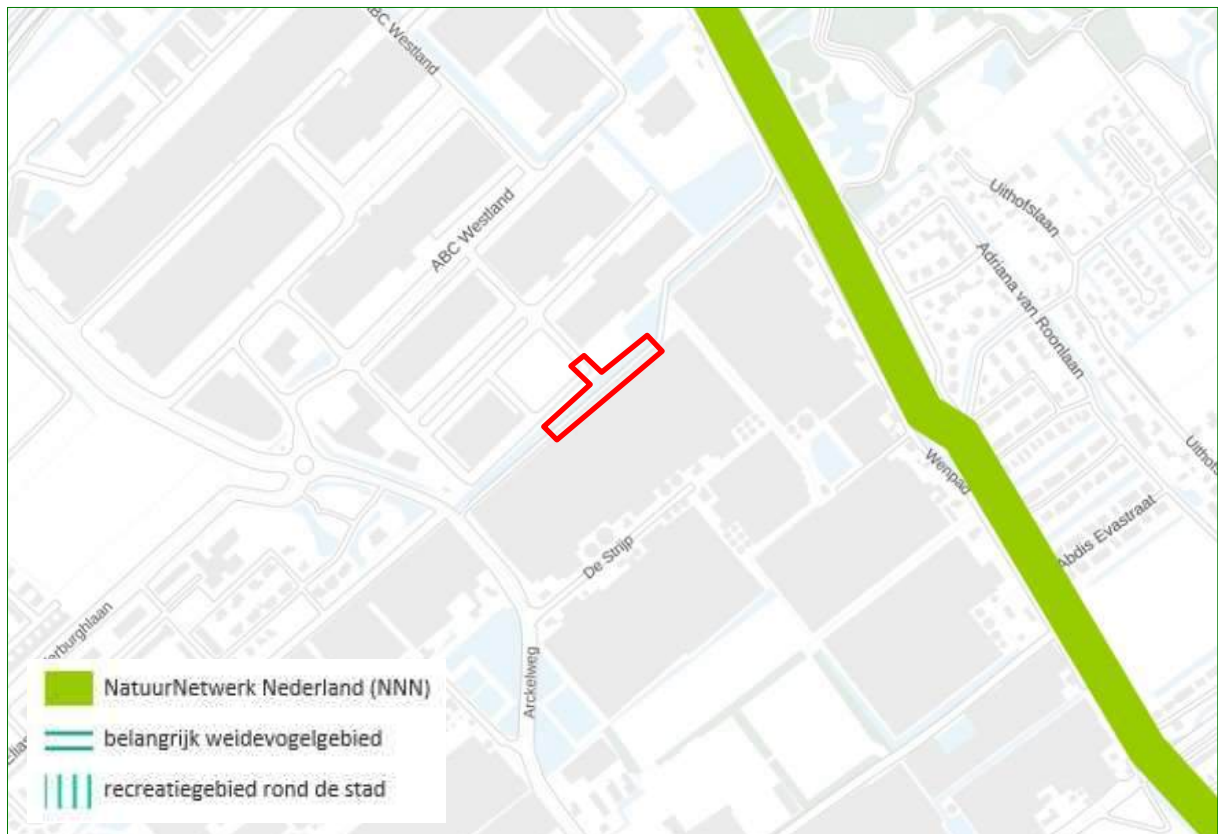 ABC Westland
Uithofslaan
ABC Westland
Adriana van Roonlaan
Wenpad
Abdis Evastraat
De Strijp
Arckelweg
NatuurNetwerk Nederland (NNN)
belangrijk weidevogelgebied
recreatiegebied rond de stad